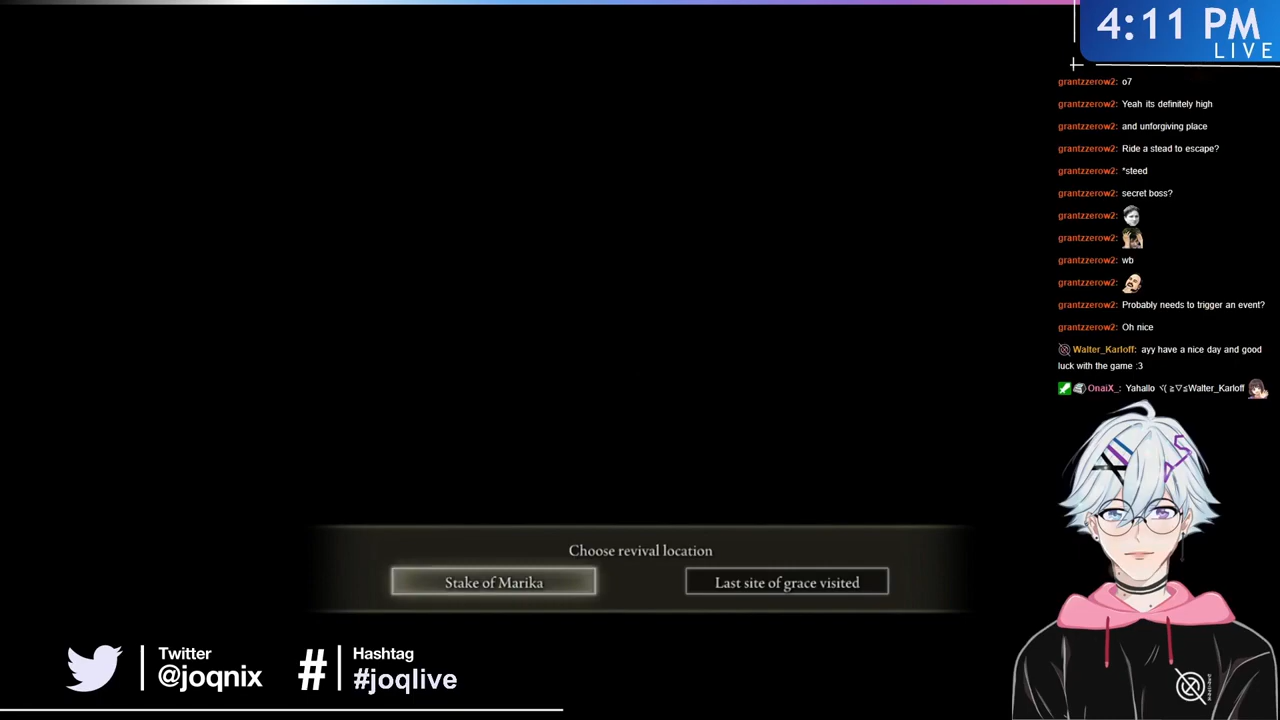 4:11 PM
LIVE
grantzzerow2: o7
grantzzerow2: Yeah its definitely high
grantzzerow2: and unforgiving place
grantzzerow2: Ride a stead to escape?
grantzzerow2: *steed
grantzzerow2: secret boss?
grantzzerow2:
grantzzerow2:
grantzzerow2: wb
grantzzerow2:
grantzzerow2: Probably needs to trigger an event?
grantzzerow2: Oh nice
Walter_Karloff: ayy have a nice day and good
luck with the game :3
OnaiX_: Yahallo ヾ(≧▽≦Walter_Karloff
Choose revival location
Stake of Marika
Last site of grace visited
Twitter
@joqnix
# Hashtag
#joqlive